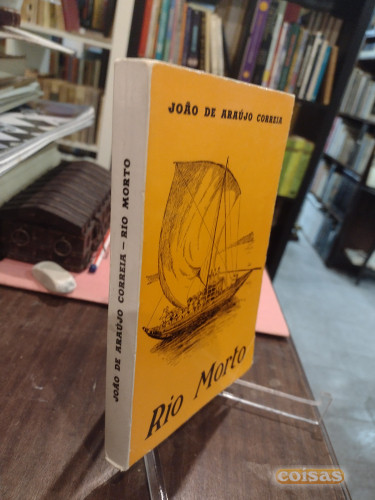 JOÃO DE ARAÚJO CORREIA
Rio Morto
JOÃO DE ARAÚJO CORREIA – RIO MORTO
coisas